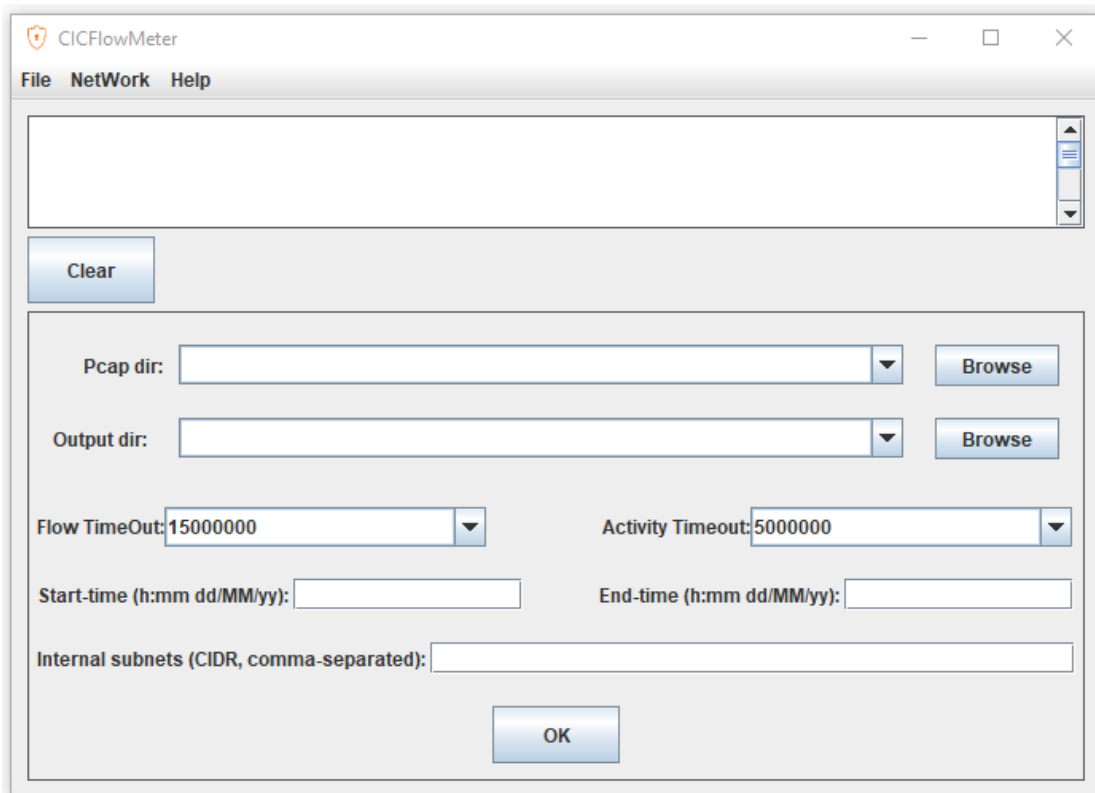 CICFlowMeter
File NetWork Help
Clear
Pcap dir: Browse
Output dir: Browse
Flow TimeOut: 15000000 Activity Timeout: 5000000
Start-time (h:mm dd/MM/yy): End-time (h:mm dd/MM/yy):
Internal subnets (CIDR, comma-separated):
OK